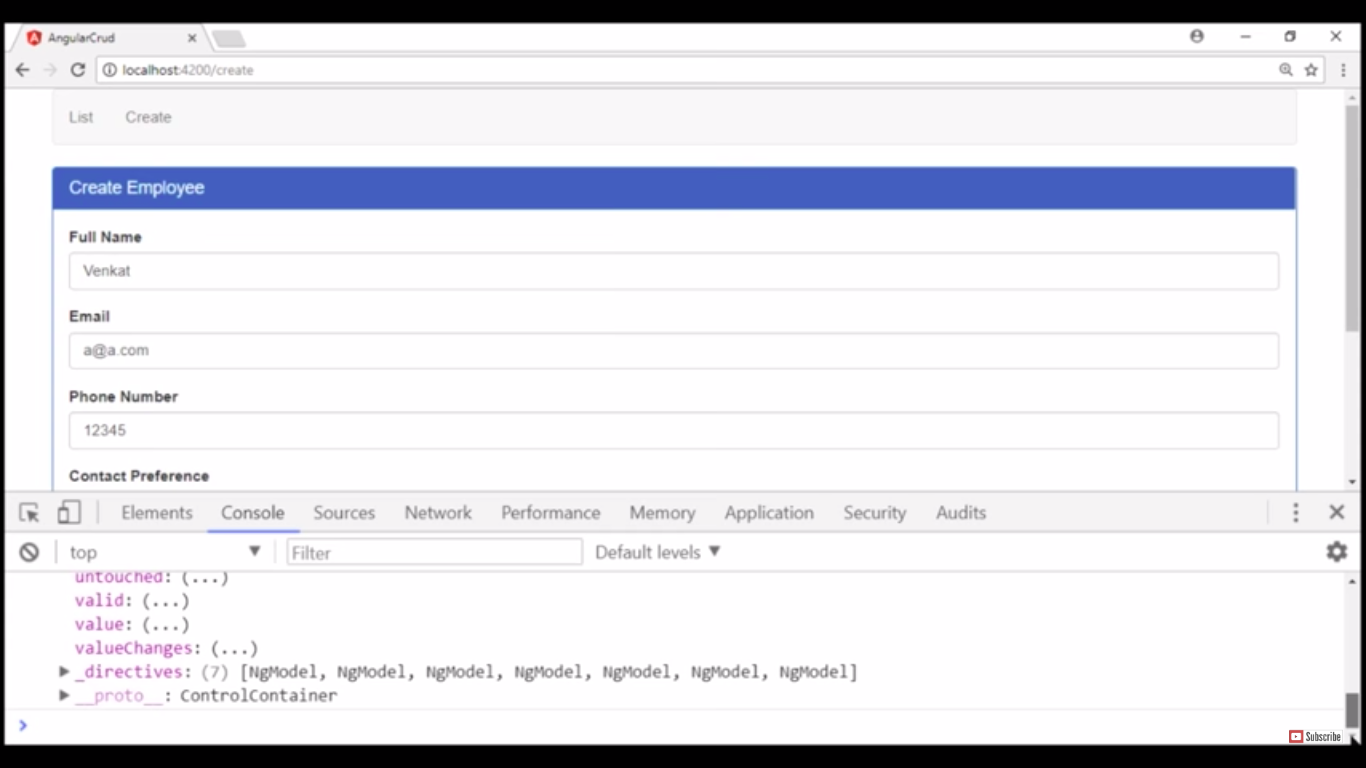 AngularCrud
localhost:4200/create
List Create
Create Employee
Full Name
Venkat
Email
a@a.com
Phone Number
12345
Contact Preference
Elements Console Sources Network Performance Memory Application Security Audits
top ▼ Filter Default levels ▼
untouched: (...)
valid: (...)
value: (...)
valueChanges: (...)
▶ _directives: (7) [NgModel, NgModel, NgModel, NgModel, NgModel, NgModel, NgModel]
▶ __proto__: ControlContainer
>
Subscribe